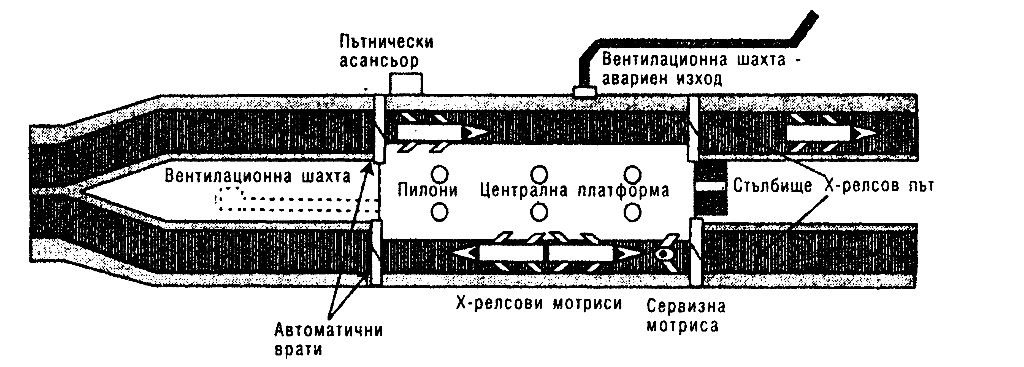 Пътнически
асансьор
Вентилационна шахта -
авариен изход
Вентилационна шахта
Пилони
Централна платформа
Стълбище
Х-релсов път
Х-релсови мотриси
Сервизна
мотриса
Автоматични
врати